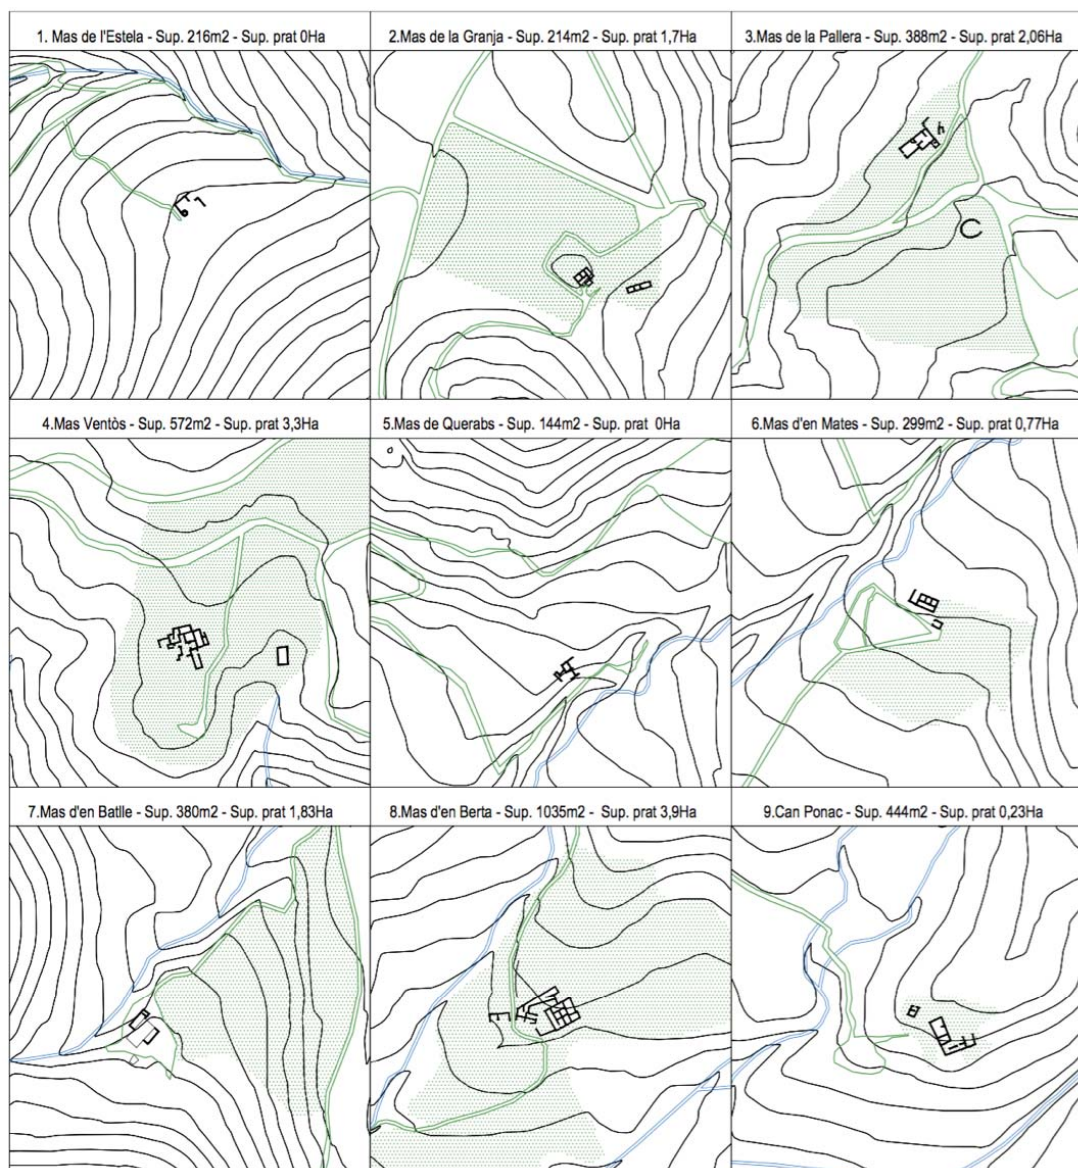 1. Mas de l'Estela - Sup. 216m2 - Sup. prat 0Ha
2.Mas de la Granja - Sup. 214m2 - Sup. prat 1,7Ha
3.Mas de la Pallera - Sup. 388m2 - Sup. prat 2,06Ha
4.Mas Ventòs - Sup. 572m2 - Sup. prat 3,3Ha
5.Mas de Querabs - Sup. 144m2 - Sup. prat 0Ha
6.Mas d'en Mates - Sup. 299m2 - Sup. prat 0,77Ha
7.Mas d'en Batlle - Sup. 380m2 - Sup. prat 1,83Ha
8.Mas d'en Berta - Sup. 1035m2 - Sup. prat 3,9Ha
9.Can Ponac - Sup. 444m2 - Sup. prat 0,23Ha